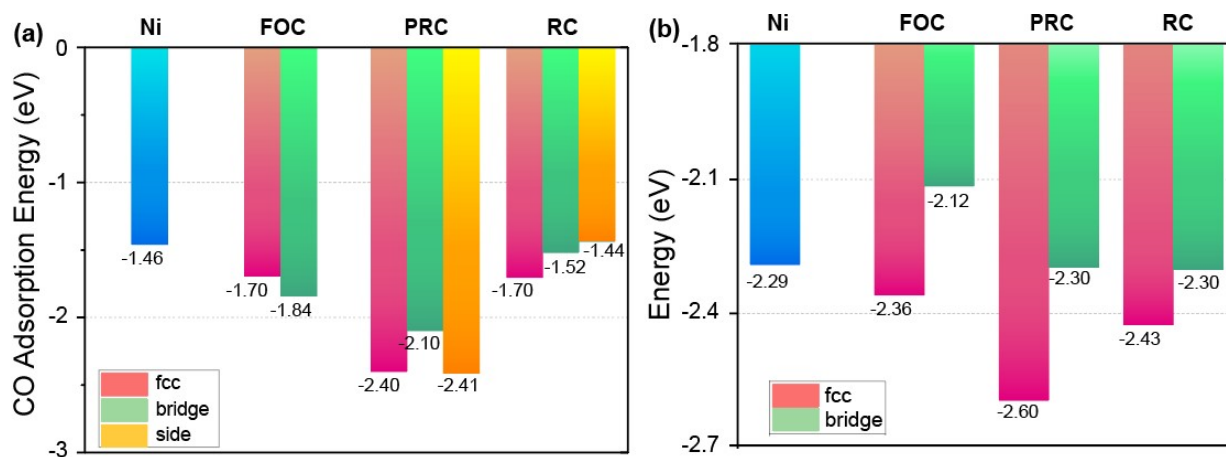 (a)
Ni FOC PRC RC
CO Adsorption Energy (eV)
0
-1
-2
-3
-1.46
-1.70
-1.84
-2.40
-2.10
-2.41
-1.70
-1.52
-1.44
fcc
bridge
side
(b)
Ni FOC PRC RC
Energy (eV)
-1.8
-2.1
-2.4
-2.7
-2.29
-2.36
-2.12
-2.60
-2.30
-2.43
-2.30
fcc
bridge